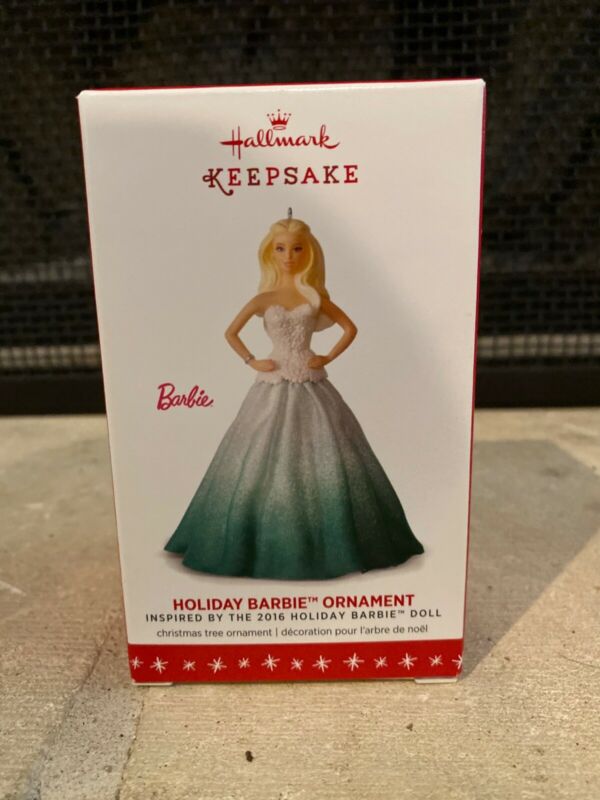 Hallmark
KEEPSAKE
Barbie
HOLIDAY BARBIE™ ORNAMENT
INSPIRED BY THE 2016 HOLIDAY BARBIE™ DOLL
christmas tree ornament | décoration pour l'arbre de noël